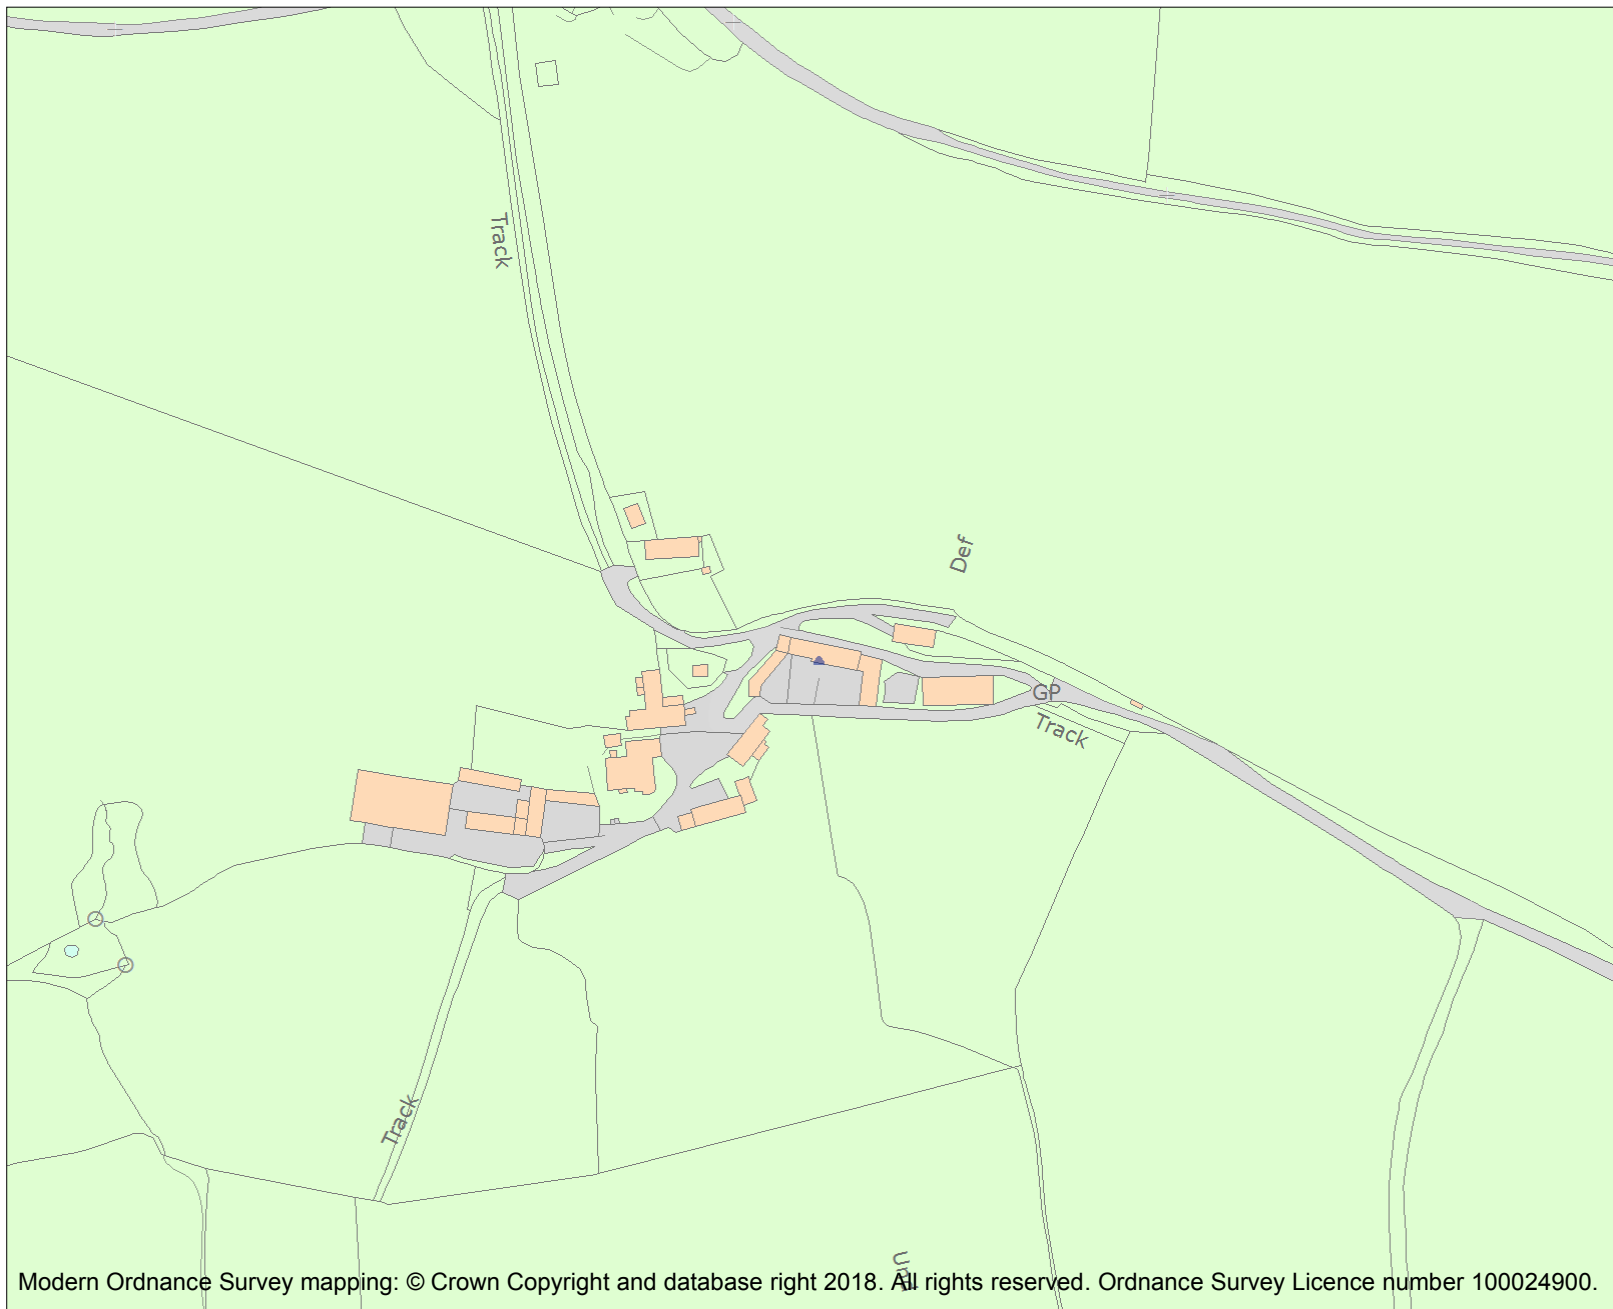 Track
Def
GP
Track
Track
Modern Ordnance Survey mapping: © Crown Copyright and database right 2018. All rights reserved. Ordnance Survey Licence number 100024900.